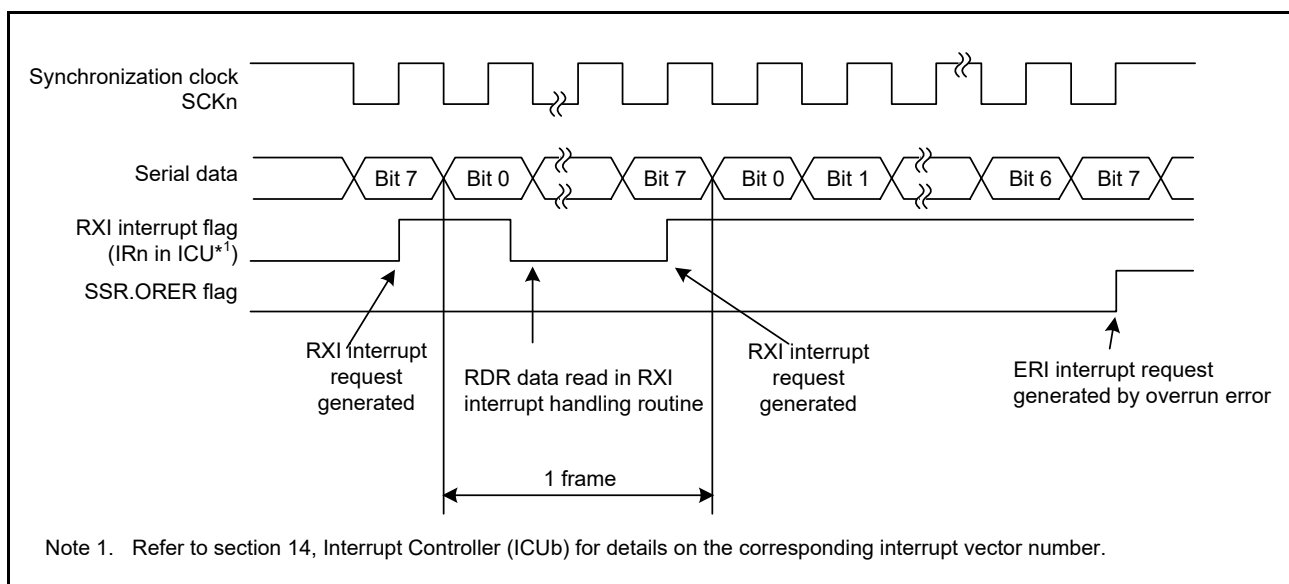 Synchronization clock
SCKn
Serial data
Bit 7 Bit 0 Bit 7 Bit 0 Bit 1 Bit 6 Bit 7
RXI interrupt flag
(IRn in ICU*1)
SSR.ORER flag
RXI interrupt
request
generated
RDR data read in RXI
interrupt handling routine
RXI interrupt
request
generated
ERI interrupt request
generated by overrun error
1 frame
Note 1. Refer to section 14, Interrupt Controller (ICUb) for details on the corresponding interrupt vector number.